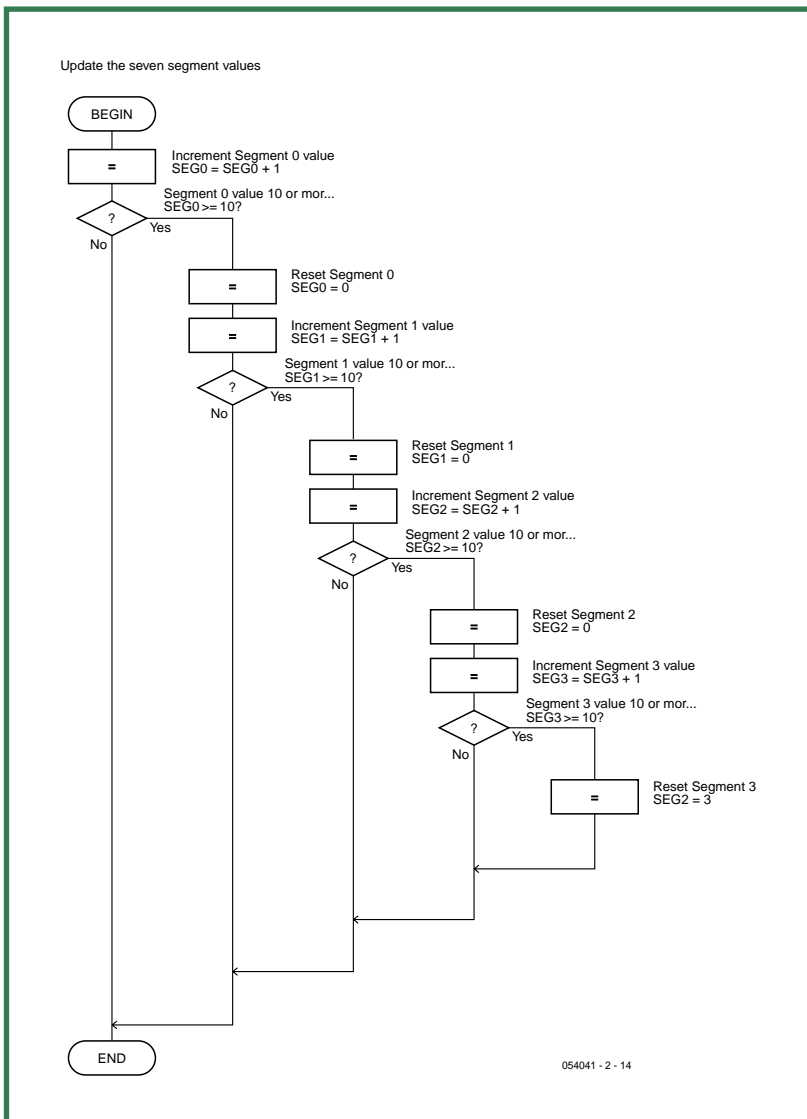 Update the seven segment values
BEGIN
=
Increment Segment 0 value
SEG0 = SEG0 + 1
Segment 0 value 10 or mor...
SEG0 >= 10?
?
Yes
No
=
Reset Segment 0
SEG0 = 0
=
Increment Segment 1 value
SEG1 = SEG1 + 1
Segment 1 value 10 or mor...
SEG1 >= 10?
?
Yes
No
=
Reset Segment 1
SEG1 = 0
=
Increment Segment 2 value
SEG2 = SEG2 + 1
Segment 2 value 10 or mor...
SEG2 >= 10?
?
Yes
No
=
Reset Segment 2
SEG2 = 0
=
Increment Segment 3 value
SEG3 = SEG3 + 1
Segment 3 value 10 or mor...
SEG3 >= 10?
?
Yes
No
=
Reset Segment 3
SEG2 = 3
END
054041 - 2 - 14